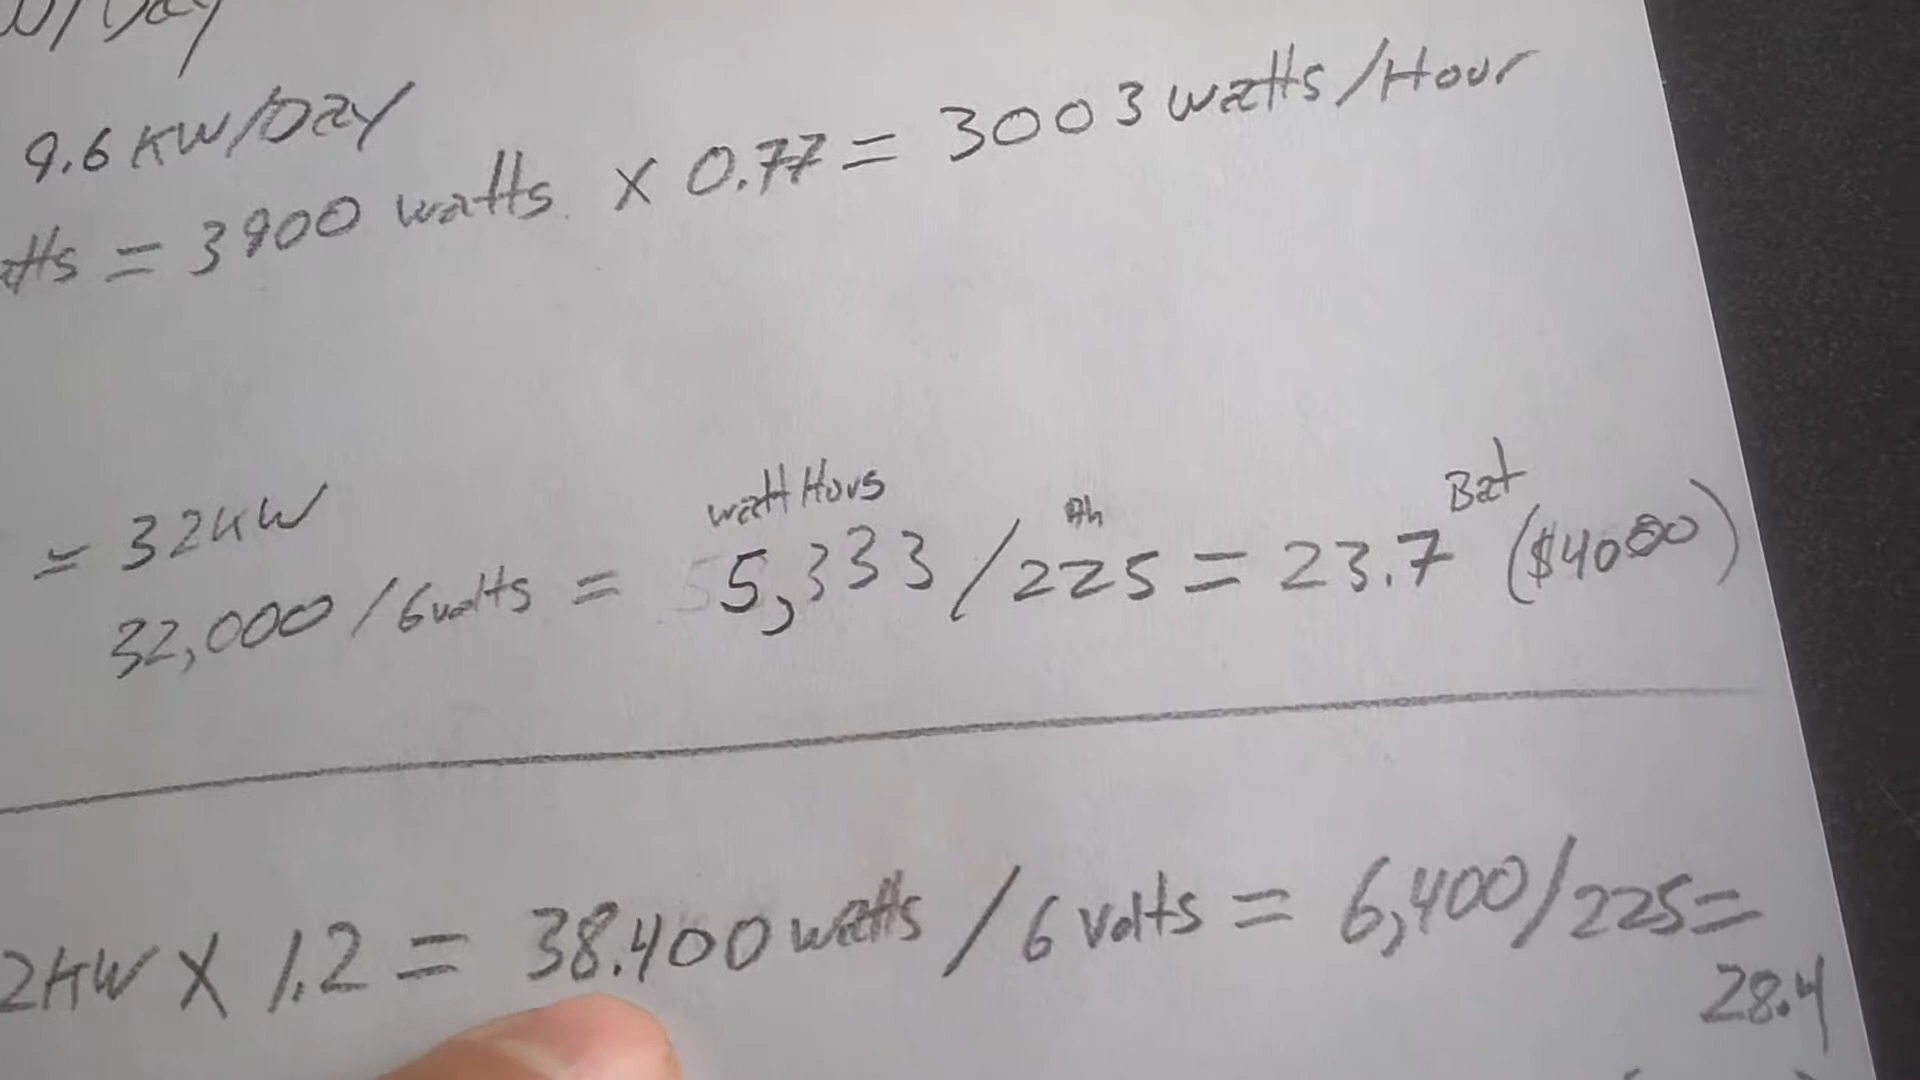 W/Day
9.6 KW/Day
atts = 3900 watts x 0.77 = 3003 watts/Hour
= 32KW
watt Hours Ah Bat
32,000 / 6volts = 5,333 / 225 = 23.7 ($4000)
2KW X 1.2 = 38.400 watts / 6 volts = 6,400/225 =
28.4